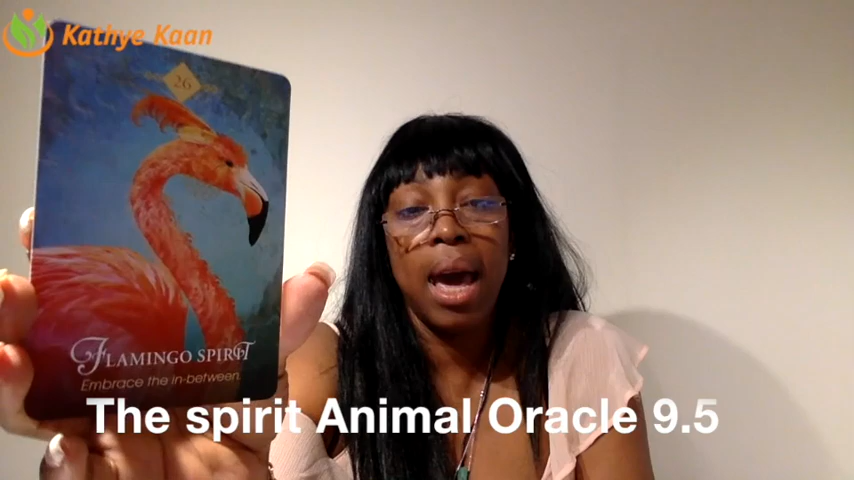 Kathye Kaan
26
FLAMINGO SPIRIT
Embrace the in-between.
The spirit Animal Oracle 9.5